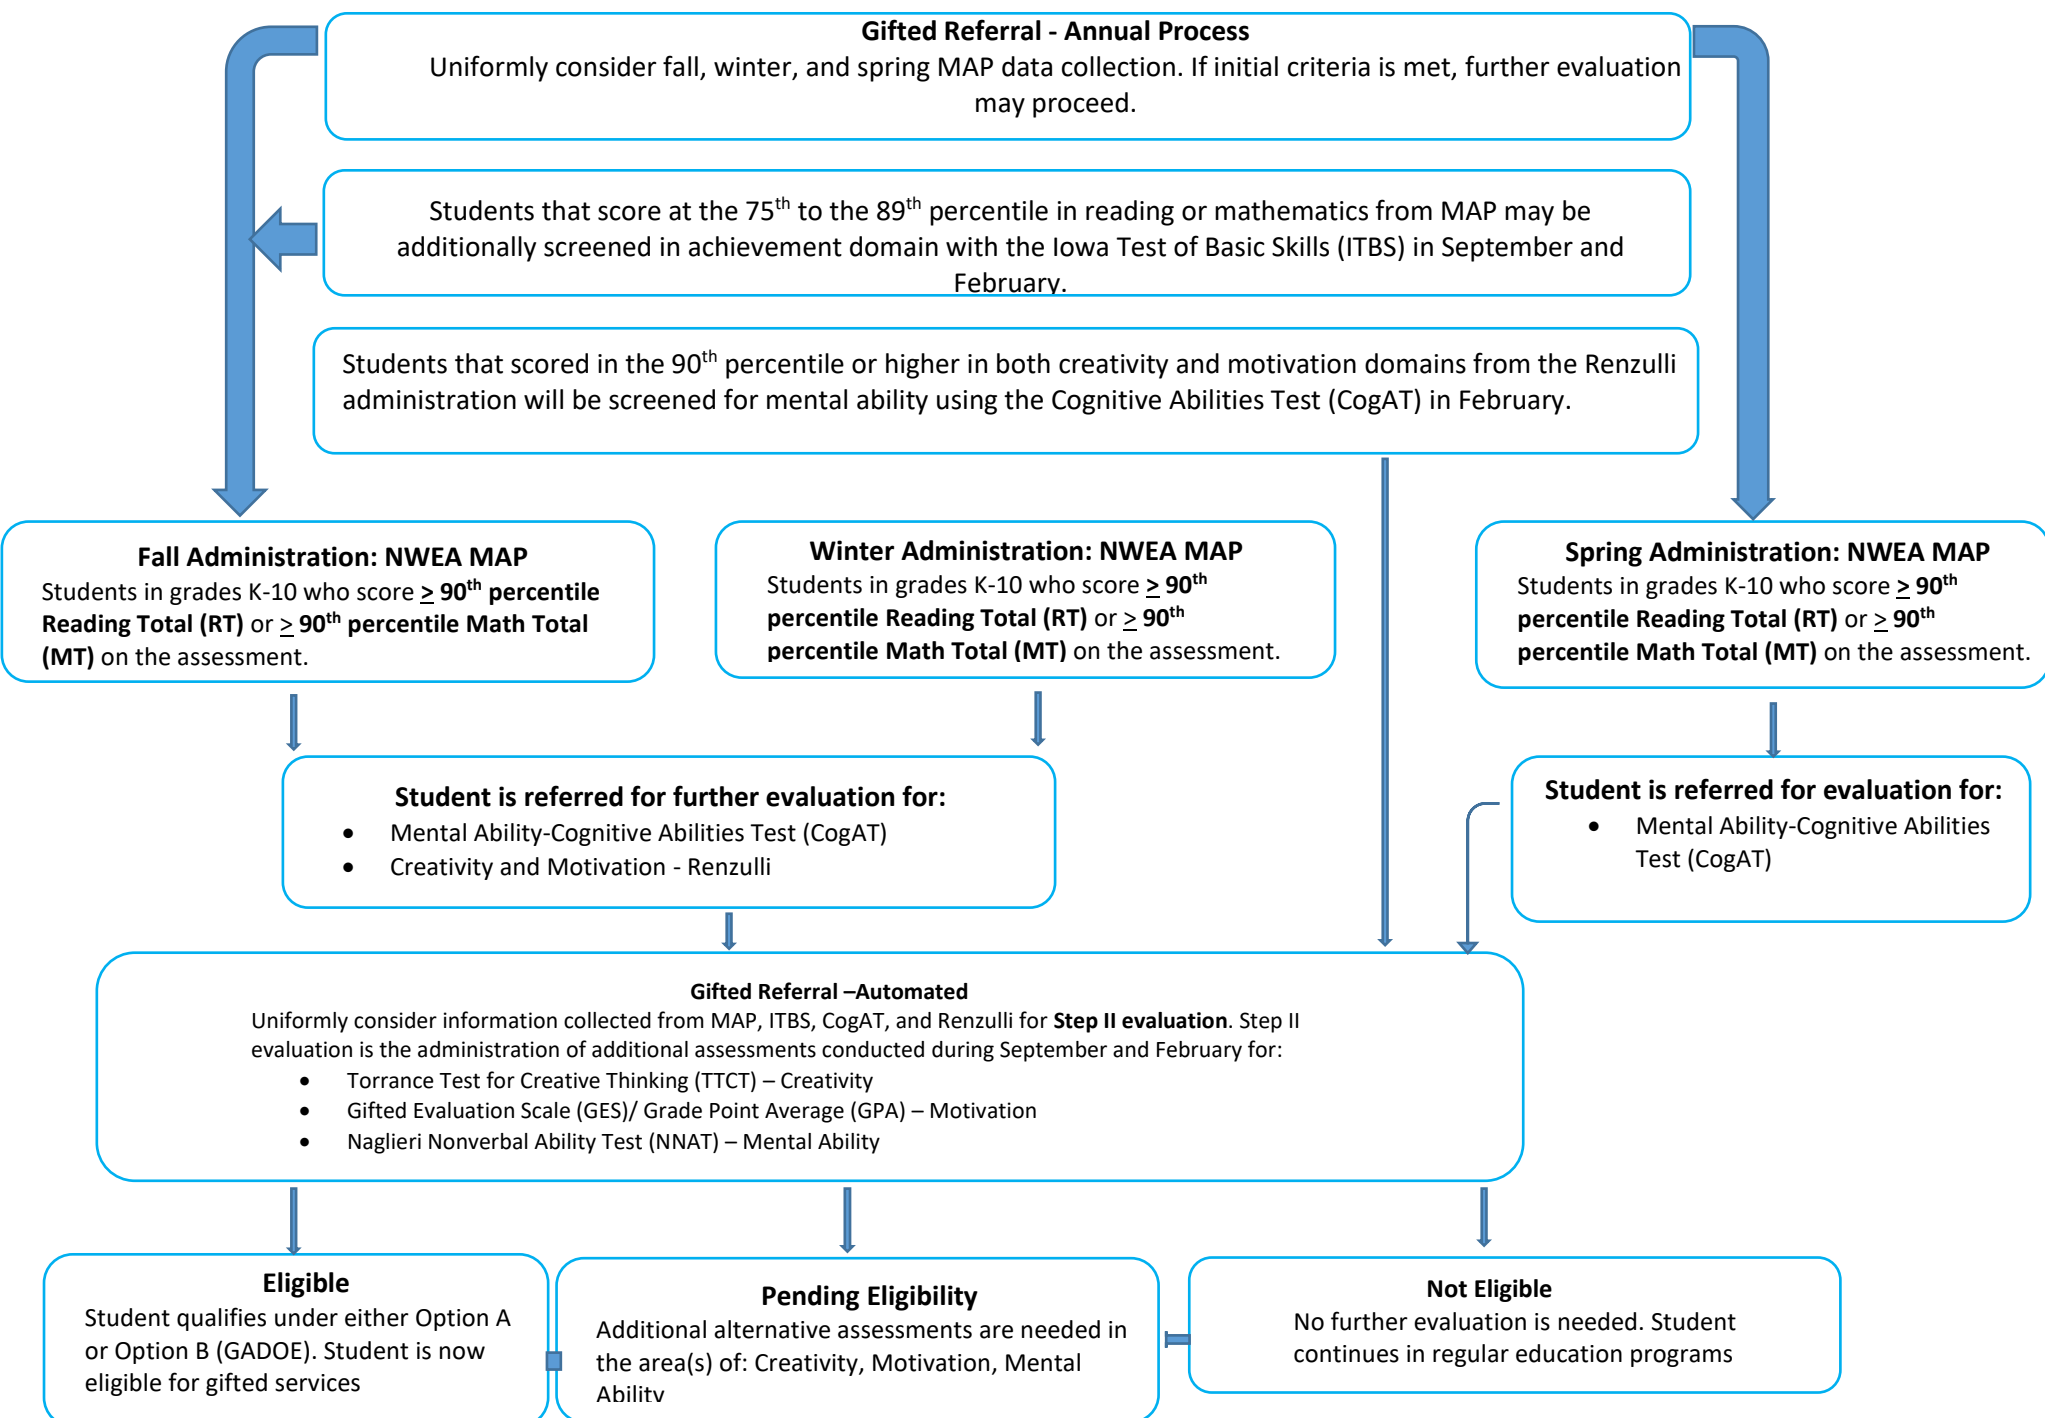 Gifted Referral - Annual Process
Uniformly consider fall, winter, and spring MAP data collection. If initial criteria is met, further evaluation
may proceed.
Students that score at the 75th to the 89th percentile in reading or mathematics from MAP may be
additionally screened in achievement domain with the Iowa Test of Basic Skills (ITBS) in September and
February.
Students that scored in the 90th percentile or higher in both creativity and motivation domains from the Renzulli
administration will be screened for mental ability using the Cognitive Abilities Test (CogAT) in February.
Fall Administration: NWEA MAP
Students in grades K-10 who score ≥ 90th percentile
Reading Total (RT) or ≥ 90th percentile Math Total
(MT) on the assessment.
Winter Administration: NWEA MAP
Students in grades K-10 who score ≥ 90th
percentile Reading Total (RT) or ≥ 90th
percentile Math Total (MT) on the assessment.
Spring Administration: NWEA MAP
Students in grades K-10 who score ≥ 90th
percentile Reading Total (RT) or ≥ 90th
percentile Math Total (MT) on the assessment.
Student is referred for further evaluation for:
• Mental Ability-Cognitive Abilities Test (CogAT)
• Creativity and Motivation - Renzulli
Student is referred for evaluation for:
• Mental Ability-Cognitive Abilities
Test (CogAT)
Gifted Referral –Automated
Uniformly consider information collected from MAP, ITBS, CogAT, and Renzulli for Step II evaluation. Step II
evaluation is the administration of additional assessments conducted during September and February for:
• Torrance Test for Creative Thinking (TTCT) – Creativity
• Gifted Evaluation Scale (GES)/ Grade Point Average (GPA) – Motivation
• Naglieri Nonverbal Ability Test (NNAT) – Mental Ability
Eligible
Student qualifies under either Option A
or Option B (GADOE). Student is now
eligible for gifted services
Pending Eligibility
Additional alternative assessments are needed in
the area(s) of: Creativity, Motivation, Mental
Ability
Not Eligible
No further evaluation is needed. Student
continues in regular education programs